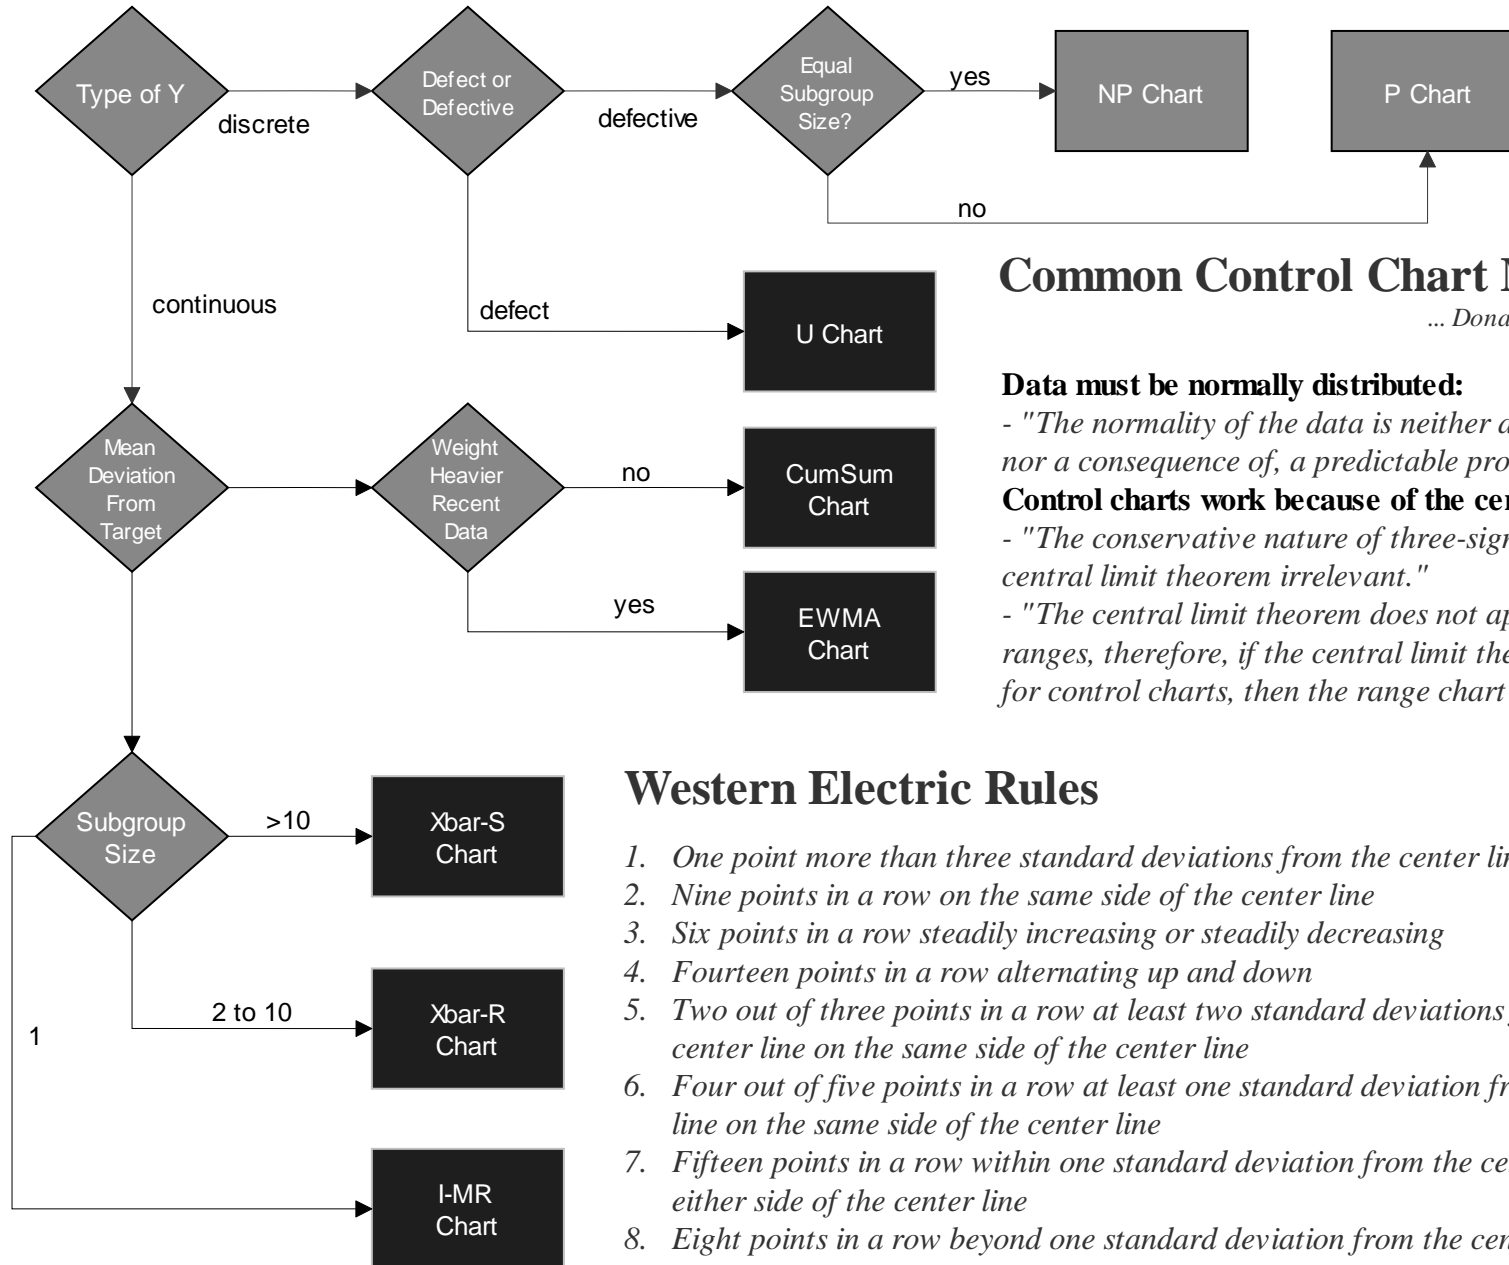 Type of Y
discrete
Defect or
Defective
defective
Equal
Subgroup
Size?
yes
NP Chart
P Chart
no
continuous
defect
U Chart
Common Control Chart
...
Data must be normally distributed:
- "The normality of the data is neither
nor a consequence of, a predictable
Control charts work because of the
- "The conservative nature of
central limit theorem irrelevant."
- "The central limit theorem does not
ranges, therefore, if the central limit
for control charts, then the range chart
Mean
Deviation
From
Target
Weight
Heavier
Recent
Data
no
CumSum
Chart
yes
EWMA
Chart
Subgroup
Size
>10
Xbar-S
Chart
2 to 10
Xbar-R
Chart
1
I-MR
Chart
Western Electric Rules
1. One point more than three standard deviations from the center
2. Nine points in a row on the same side of the center line
3. Six points in a row steadily increasing or steadily decreasing
4. Fourteen points in a row alternating up and down
5. Two out of three points in a row at least two standard deviations
center line on the same side of the center line
6. Four out of five points in a row at least one standard deviation
line on the same side of the center line
7. Fifteen points in a row within one standard deviation from the
either side of the center line
8. Eight points in a row beyond one standard deviation from the